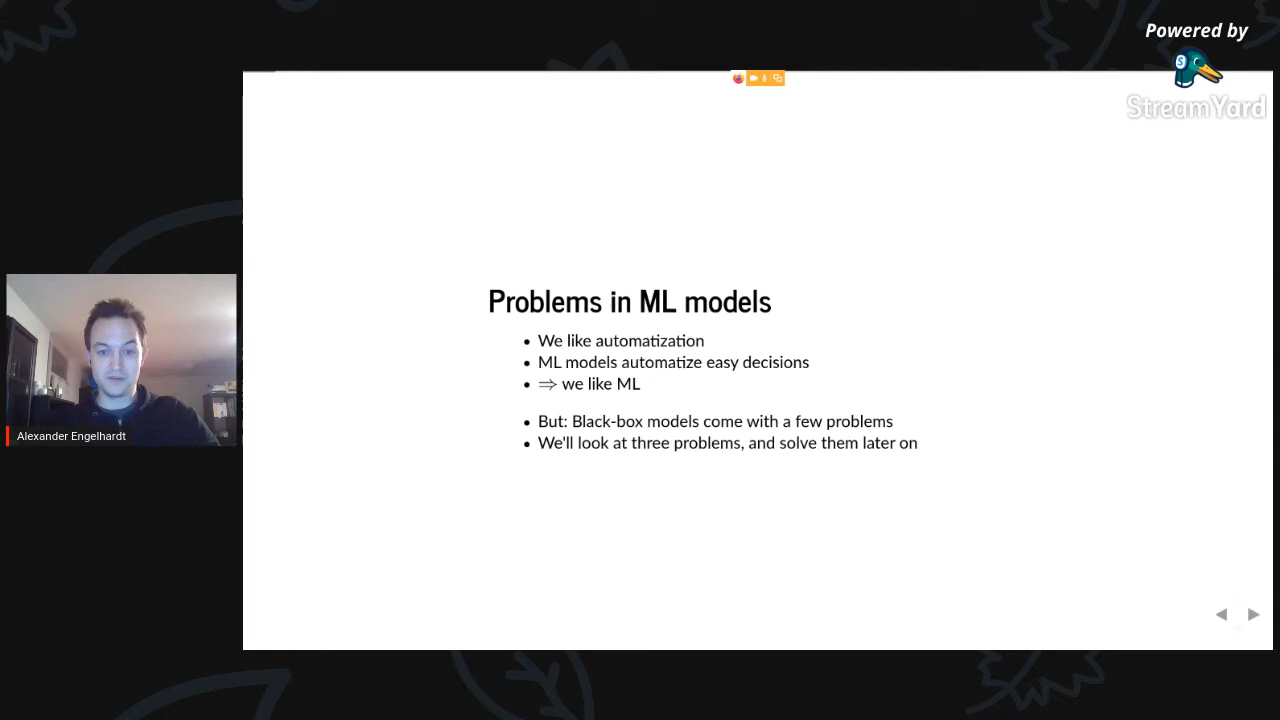 Powered by
StreamYard
Problems in ML models
• We like automatization
• ML models automatize easy decisions
• ⇒ we like ML
• But: Black-box models come with a few problems
• We'll look at three problems, and solve them later on
Alexander Engelhardt